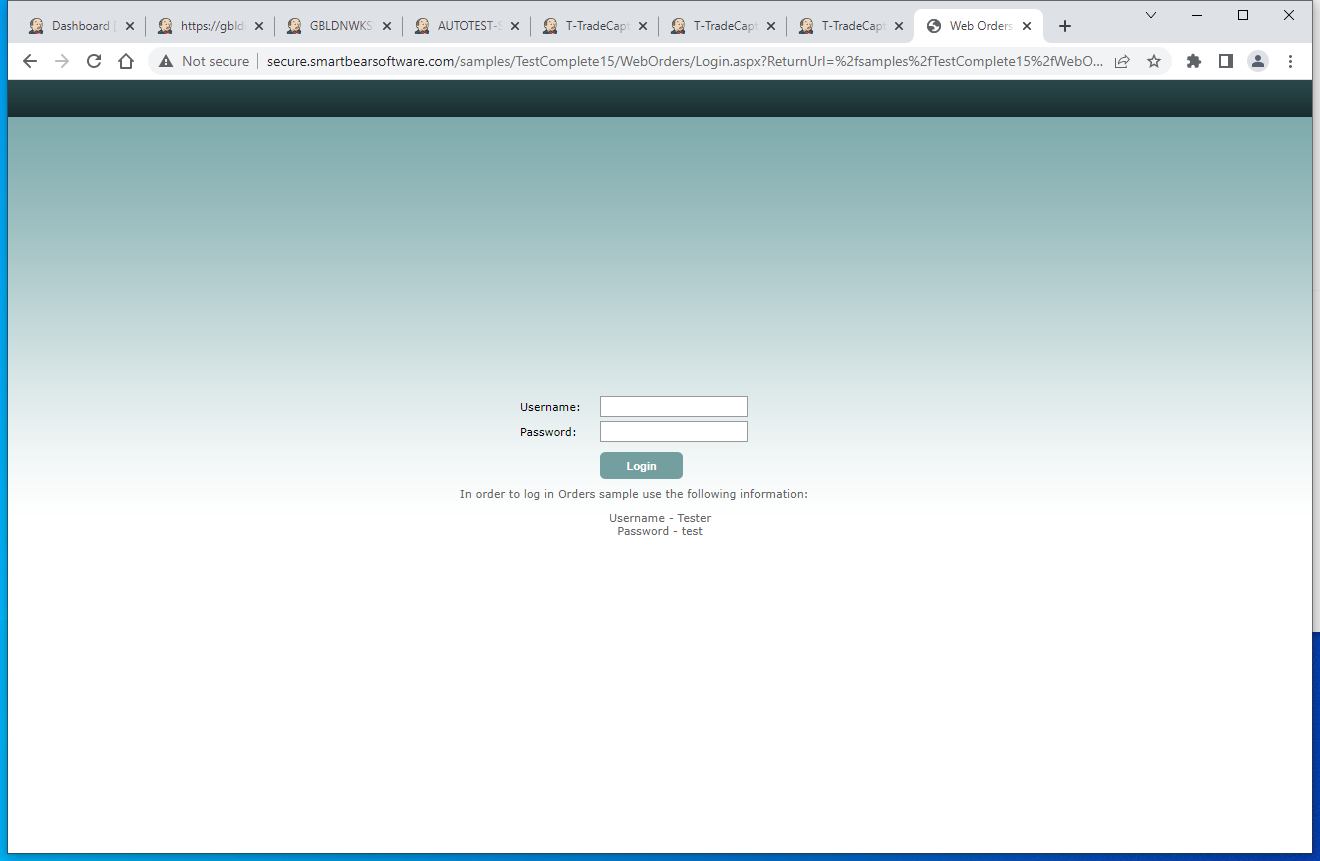 Dashboard [
https://gbld
GBLDNWKS
AUTOTEST-S
T-TradeCapt
T-TradeCapt
T-TradeCapt
Web Orders
Not secure
secure.smartbearsoftware.com/samples/TestComplete15/WebOrders/Login.aspx?ReturnUrl=%2fsamples%2fTestComplete15%2fWebO...
Username:
Password:
Login
In order to log in Orders sample use the following information:
Username - Tester
Password - test